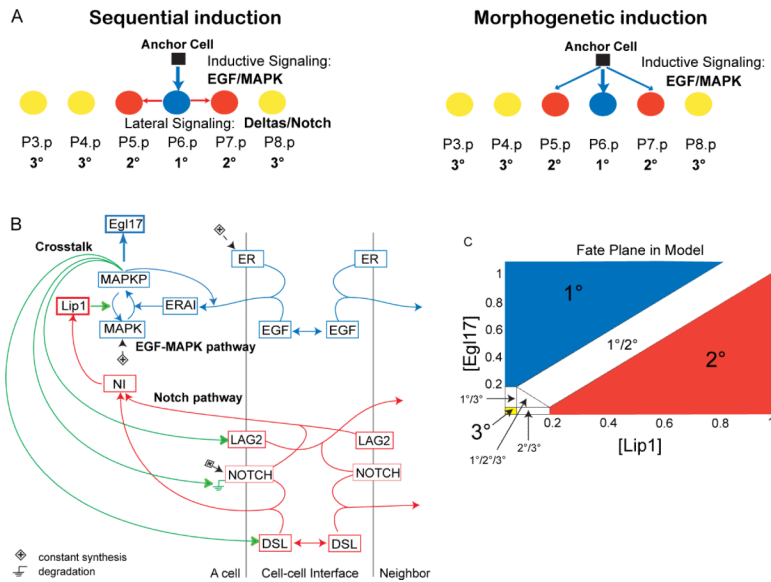 A
Sequential induction
Anchor Cell
Inductive Signaling:
EGF/MAPK
Lateral Signaling: Deltas/Notch
P3.p P4.p P5.p P6.p P7.p P8.p
3° 3° 2° 1° 2° 3°
Morphogenetic induction
Anchor Cell
Inductive Signaling:
EGF/MAPK
P3.p P4.p P5.p P6.p P7.p P8.p
3° 3° 2° 1° 2° 3°
B
Egl17
Crosstalk
MAPKP
Lip1
ERAI
MAPK
EGF-MAPK pathway
ER
ER
EGF
EGF
NI
Notch pathway
LAG2
LAG2
NOTCH
NOTCH
DSL
DSL
constant synthesis
degradation
A cell
Cell-cell Interface
Neighbor
C
Fate Plane in Model
[Egl17]
1
0.8
0.6
0.4
0.2
1°
1°/2°
2°
1°/3°
3°
1°/2°/3°
2°/3°
0.2 0.4 0.6 0.8 1
[Lip1]